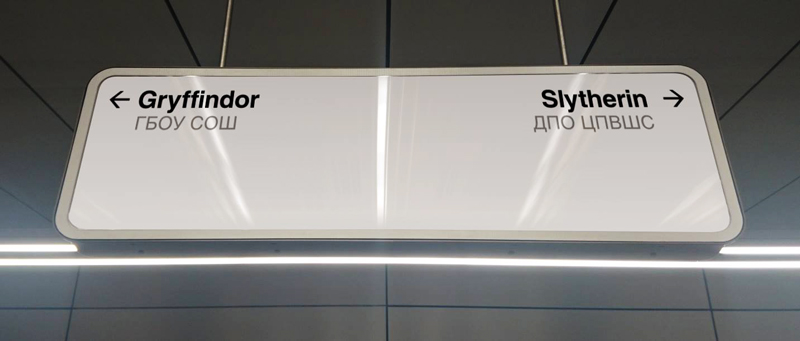 ← Gryffindor
ГБОУ СОШ
Slytherin →
ДПО ЦПВШС